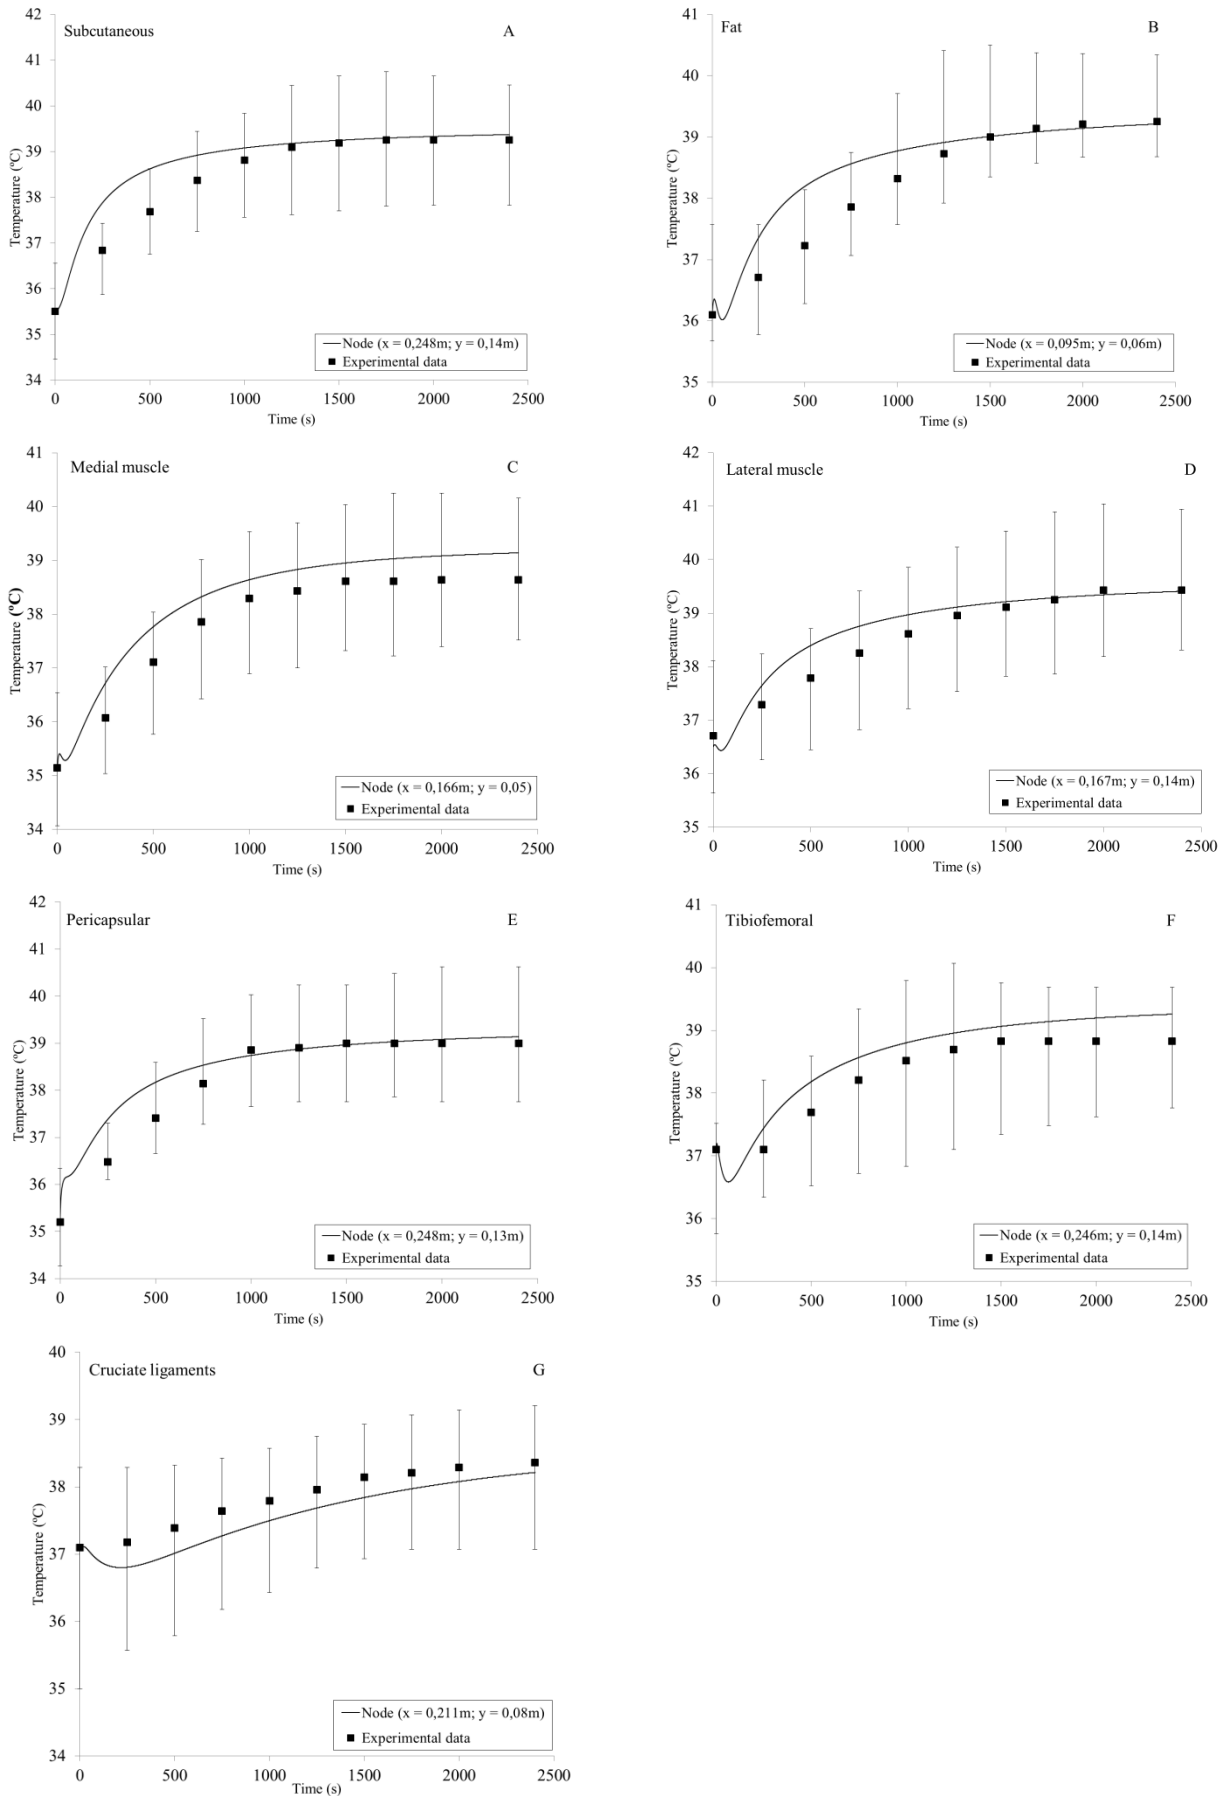 Subcutaneous A
42
41
40
39
38
37
36
35
34
Temperature (ºC)
Node (x = 0,248m; y = 0,14m)
Experimental data
0 500 1000 1500 2000 2500
Time (s)
Fat B
41
40
39
38
37
36
35
Temperature (ºC)
Node (x = 0,095m; y = 0,06m)
Experimental data
0 500 1000 1500 2000 2500
Time (s)
Medial muscle C
41
40
39
38
37
36
35
34
Temperature (ºC)
Node (x = 0,166m; y = 0,05)
Experimental data
0 500 1000 1500 2000 2500
Time (s)
Lateral muscle D
42
41
40
39
38
37
36
35
Temperature (ºC)
Node (x = 0,167m; y = 0,14m)
Experimental data
0 500 1000 1500 2000 2500
Time (s)
Pericapsular E
42
41
40
39
38
37
36
35
34
Temperature (ºC)
Node (x = 0,248m; y = 0,13m)
Experimental data
0 500 1000 1500 2000 2500
Time (s)
Tibiofemoral F
41
40
39
38
37
36
35
Temperature (ºC)
Node (x = 0,246m; y = 0,14m)
Experimental data
0 500 1000 1500 2000 2500
Time (s)
Cruciate ligaments G
40
39
38
37
36
35
34
Temperature (ºC)
Node (x = 0,211m; y = 0,08m)
Experimental data
0 500 1000 1500 2000 2500
Time (s)